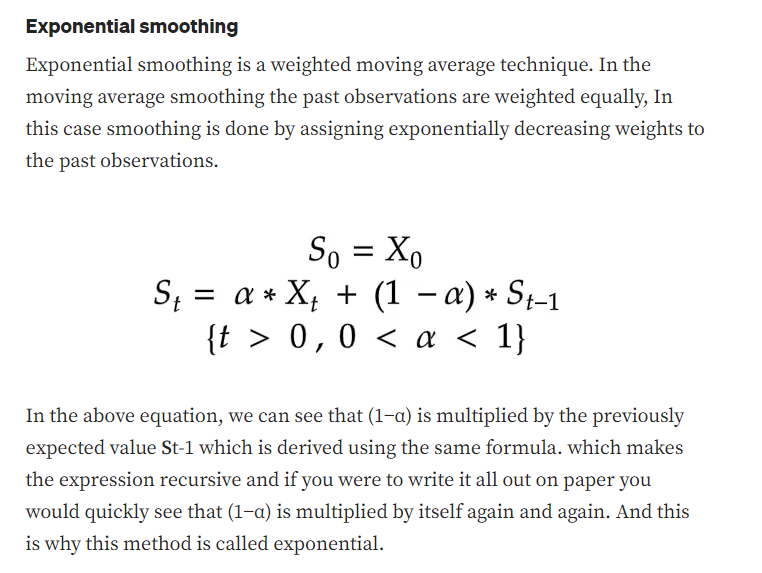 Exponential smoothing
Exponential smoothing is a weighted moving average technique. In the
moving average smoothing the past observations are weighted equally, In
this case smoothing is done by assigning exponentially decreasing weights to
the past observations.
S₀ = X₀
Sₜ = α * Xₜ + (1 − α) * Sₜ₋₁
{t > 0 , 0 < α < 1}
In the above equation, we can see that (1−α) is multiplied by the previously
expected value St-1 which is derived using the same formula. which makes
the expression recursive and if you were to write it all out on paper you
would quickly see that (1−α) is multiplied by itself again and again. And this
is why this method is called exponential.